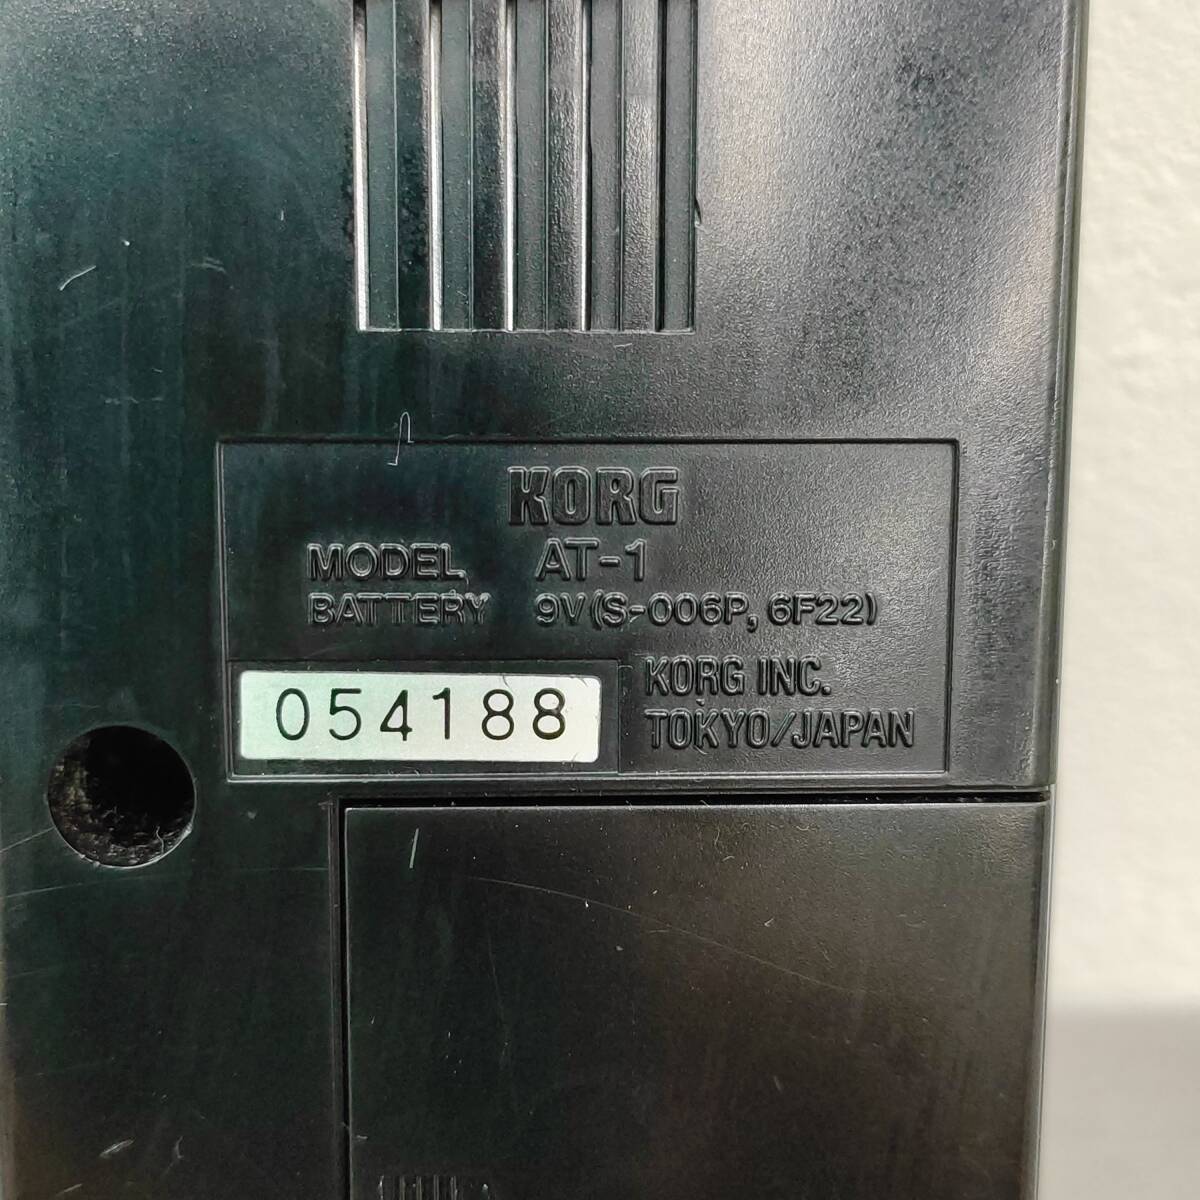 KORG
MODEL AT-1
BATTERY 9V(S-006P, 6F22)
054188
KORG INC.
TOKYO/JAPAN